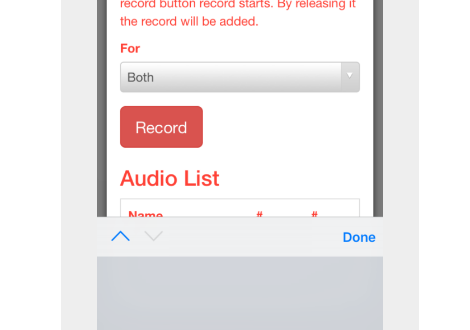 record button record starts. By releasing it
the record will be added.
For
Both
Record
Audio List
Name # #
Done